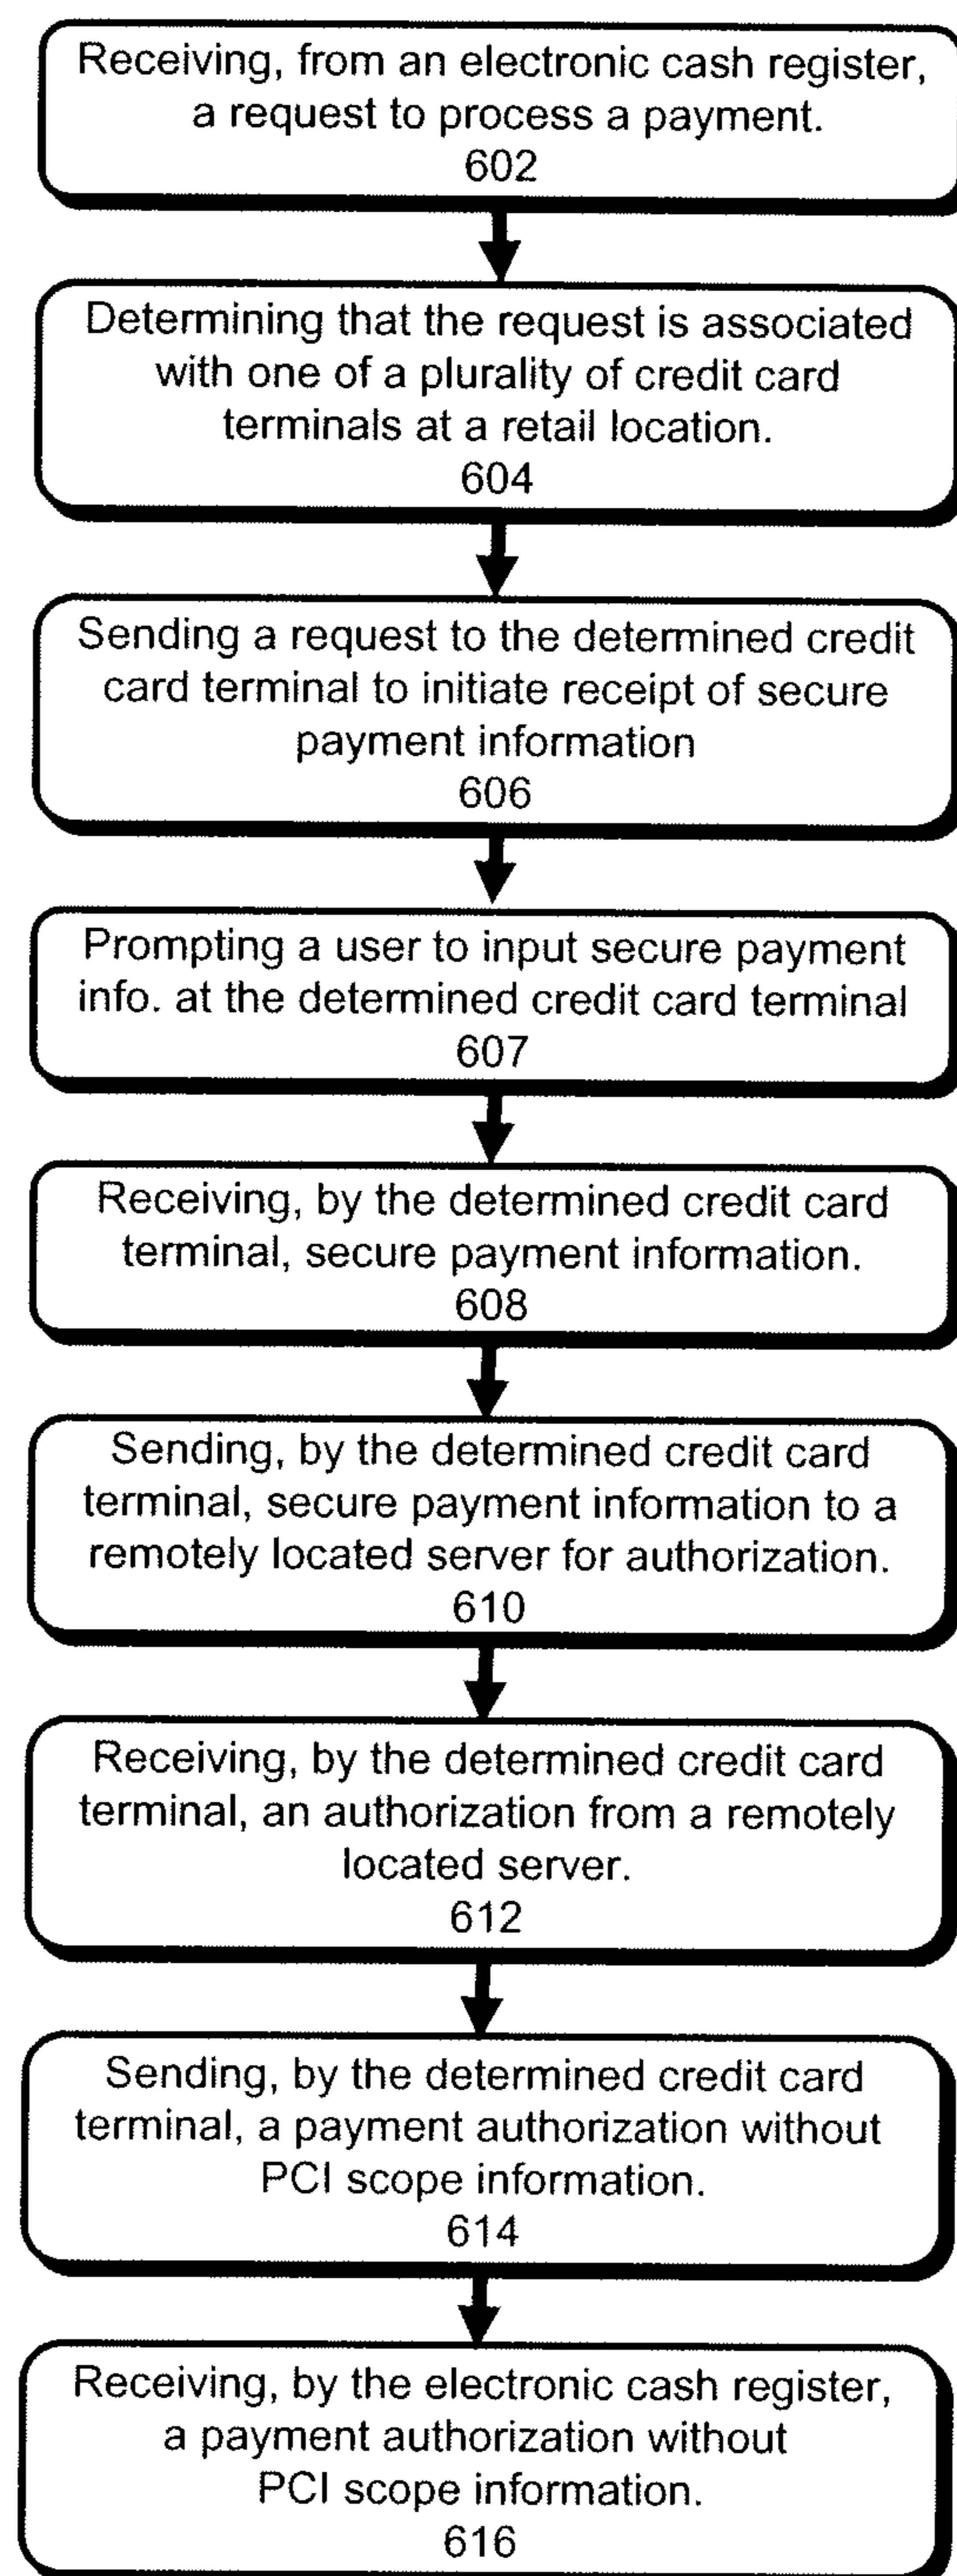 Receiving, from an electronic cash register,
a request to process a payment.
602
Determining that the request is associated
with one of a plurality of credit card
terminals at a retail location.
604
Sending a request to the determined credit
card terminal to initiate receipt of secure
payment information
606
Prompting a user to input secure payment
info. at the determined credit card terminal
607
Receiving, by the determined credit card
terminal, secure payment information.
608
Sending, by the determined credit card
terminal, secure payment information to a
remotely located server for authorization.
610
Receiving, by the determined credit card
terminal, an authorization from a remotely
located server.
612
Sending, by the determined credit card
terminal, a payment authorization without
PCI scope information.
614
Receiving, by the electronic cash register,
a payment authorization without
PCI scope information.
616